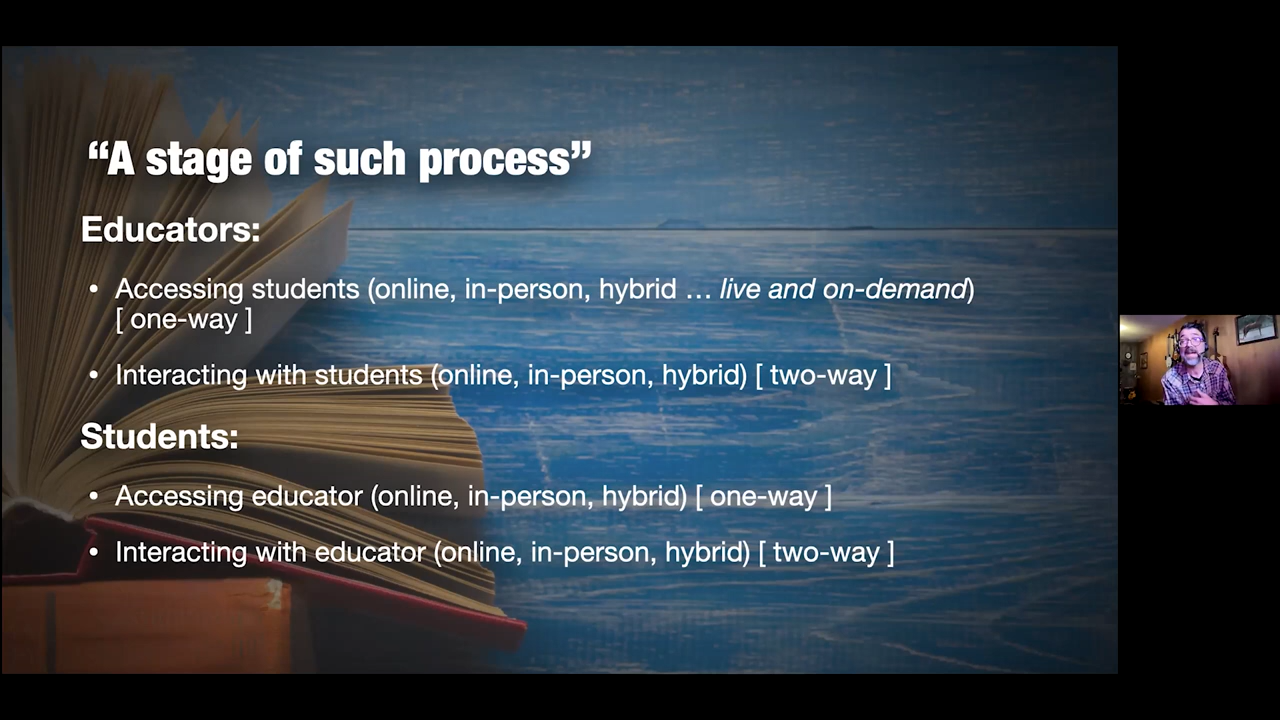 “A stage of such process”
Educators:
• Accessing students (online, in-person, hybrid … live and on-demand)
[ one-way ]
• Interacting with students (online, in-person, hybrid) [ two-way ]
Students:
• Accessing educator (online, in-person, hybrid) [ one-way ]
• Interacting with educator (online, in-person, hybrid) [ two-way ]